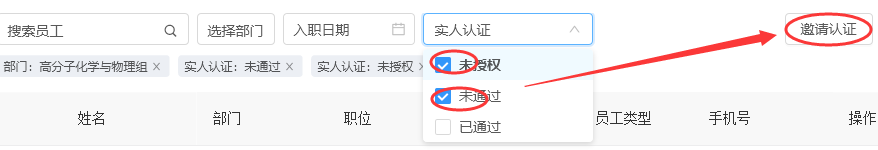 搜索员工 选择部门 入职日期 实人认证 邀请认证
部门：高分子化学与物理组 × 实人认证：未通过 × 实人认证：未授权 ×
未授权
未通过
已通过
姓名 部门 职位 员工类型 手机号 操作